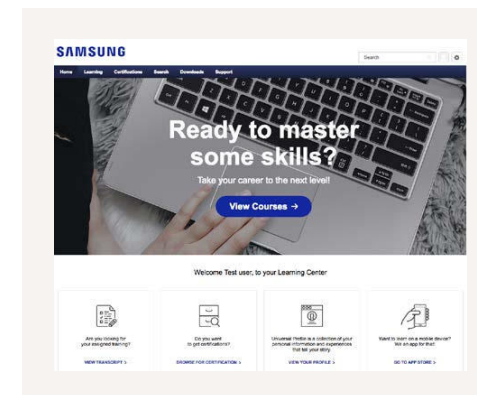 SAMSUNG
Search
Home Learning Certifications Search Downloads Support
Ready to master
some skills?
Take your career to the next level!
View Courses →
Welcome Test user, to your Learning Center
Are you looking for
your assigned training?
VIEW TRANSCRIPT >
Do you want
to get certifications?
BROWSE FOR CERTIFICATION >
Universal Profile is a collection of your
personal information and experiences
that tell your story.
VIEW YOUR PROFILE >
Want to learn on a mobile device?
We an app for that.
GO TO APP STORE >